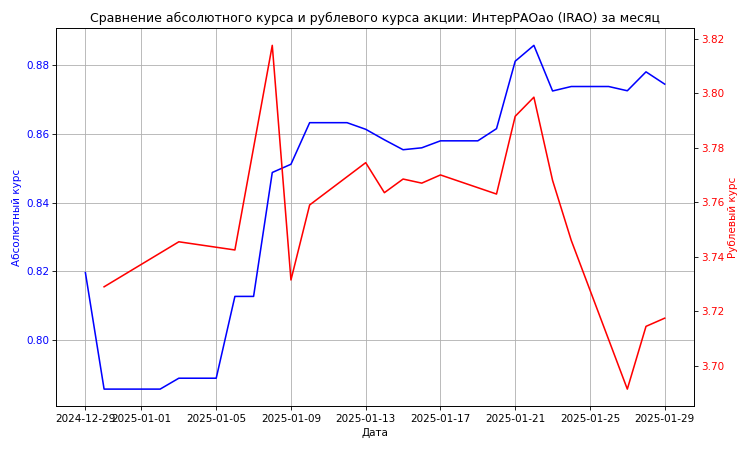 Сравнение абсолютного курса и рублевого курса акции: ИнтерРАОао (IRAO) за месяц
0.88
0.86
0.84
0.82
0.80
Абсолютный курс
3.82
3.80
3.78
3.76
3.74
3.72
3.70
Рублевый курс
2024-12-29 2025-01-01 2025-01-05 2025-01-09 2025-01-13 2025-01-17 2025-01-21 2025-01-25 2025-01-29
Дата